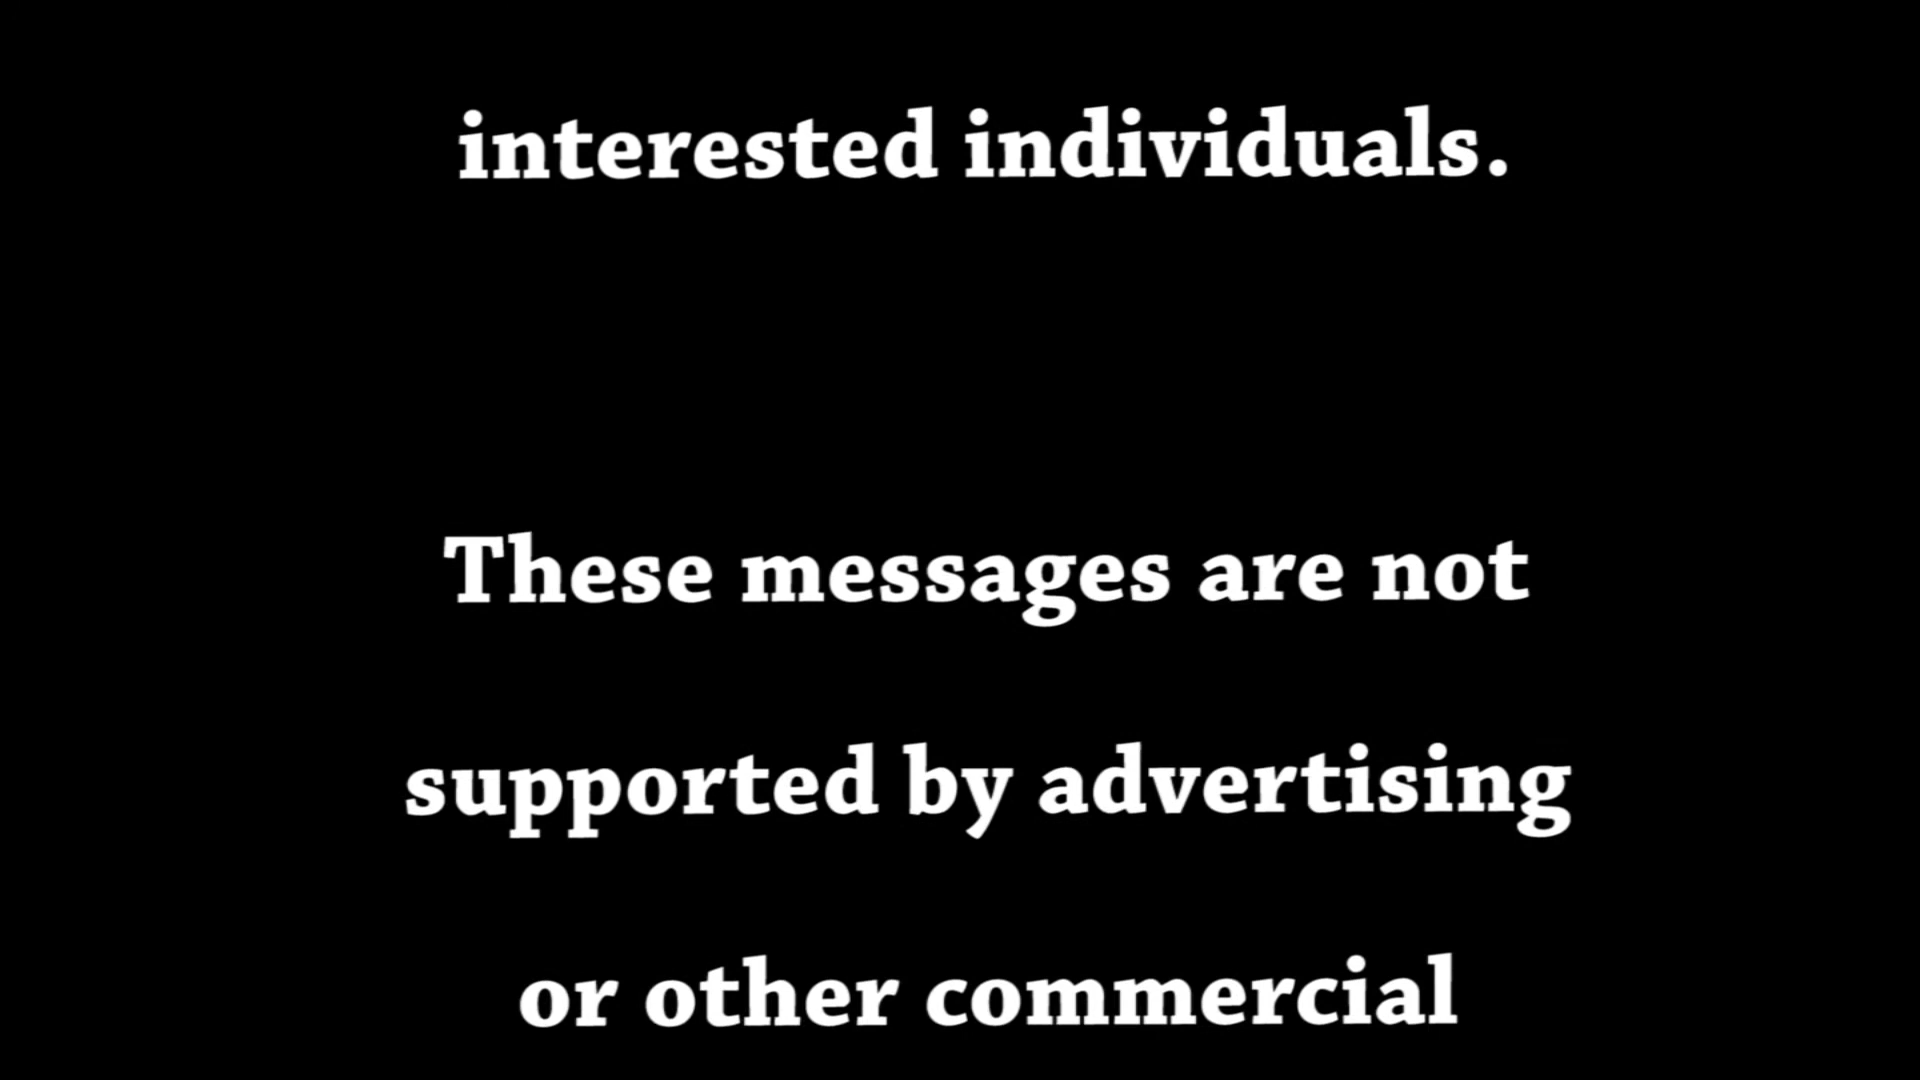 interested individuals.
These messages are not
supported by advertising
or other commercial